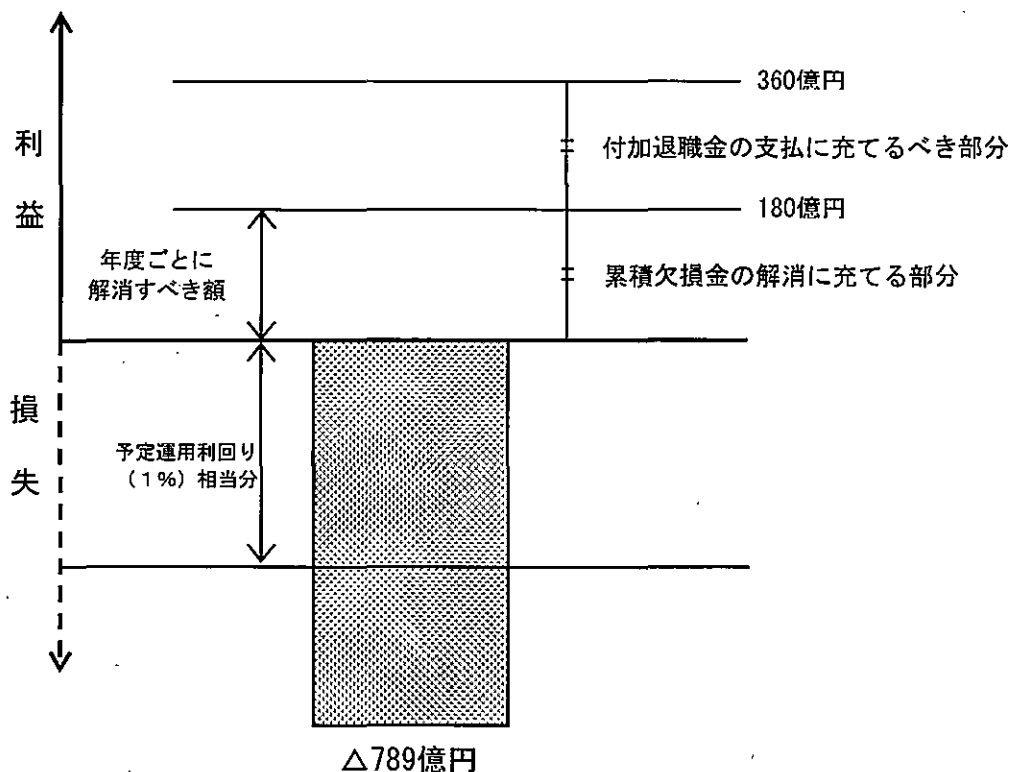 360億円
利益
付加退職金の支払に充てるべき部分
180億円
年度ごとに
解消すべき額
累積欠損金の解消に充てる部分
損失
予定運用利回り
(1%)相当分
△789億円